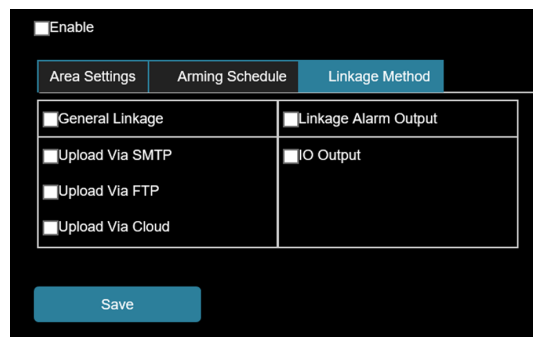 Enable
Area Settings Arming Schedule Linkage Method
General Linkage Linkage Alarm Output
Upload Via SMTP IO Output
Upload Via FTP
Upload Via Cloud
Save